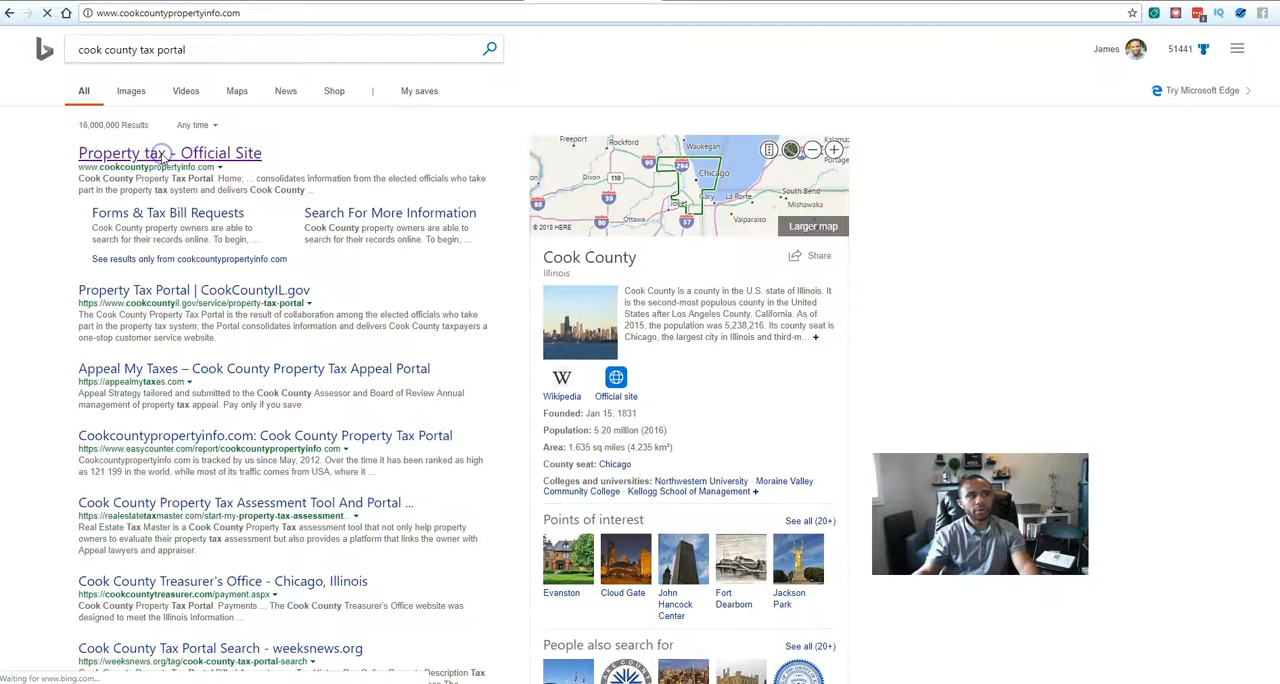 www.cookcountypropertyinfo.com
cook county tax portal
James
51441
All Images Videos Maps News Shop | My saves
Try Microsoft Edge
16,000,000 Results Any time
Property tax - Official Site
www.cookcountypropertyinfo.com
Cook County Property Tax Portal. Home; ... consolidates information from the elected officials who take
part in the property tax system and delivers Cook County ...
Forms & Tax Bill Requests
Cook County property owners are able to
search for their records online. To begin, ...
Search For More Information
Cook County property owners are able to
search for their records online. To begin, ...
See results only from cookcountypropertyinfo.com
Property Tax Portal | CookCountyIL.gov
https://www.cookcountyil.gov/service/property-tax-portal
The Cook County Property Tax Portal is the result of collaboration among the elected officials who take
part in the property tax system; the Portal consolidates information and delivers Cook County taxpayers a
one-stop customer service website.
Appeal My Taxes – Cook County Property Tax Appeal Portal
https://appealmytaxes.com
Appeal Strategy tailored and submitted to the Cook County Assessor and Board of Review Annual
management of property tax appeal. Pay only if you save.
Cookcountypropertyinfo.com: Cook County Property Tax Portal
https://www.easycounter.com/report/cookcountypropertyinfo.com
Cookcountypropertyinfo.com is tracked by us since May, 2012. Over the time it has been ranked as high
as 121 199 in the world, while most of its traffic comes from USA, where it ...
Cook County Property Tax Assessment Tool And Portal ...
https://realestatetaxmaster.com/start-my-property-tax-assessment...
Real Estate Tax Master is a Cook County Property Tax assessment tool that not only help property
owners to evaluate their property tax assessment but also provides a platform that links the owner with
Appeal lawyers and appraiser.
Cook County Treasurer's Office - Chicago, Illinois
https://cookcountytreasurer.com/payment.aspx
Cook County Property Tax Portal. Payments ... The Cook County Treasurer's Office website was
designed to meet the Illinois Information ...
Cook County Tax Portal Search - weeksnews.org
https://weeksnews.org/tag/cook-county-tax-portal-search
Description Tax
Waiting for www.bing.com...
Freeport
Rockford
Waukegan
Kalama
Portage
90
294
Dixon
110
Chicago
South Bend
Joliet
Gary
La Porte
Mishawaka
88
39
Ottawa
Valparaiso
80
57
© 2018 HERE
Larger map
Cook County
Share
Illinois
Cook County is a county in the U.S. state of Illinois. It
is the second-most populous county in the United
States after Los Angeles County, California. As of
2015, the population was 5,238,216. Its county seat is
Chicago, the largest city in Illinois and third-m... +
W
Wikipedia
Official site
Founded: Jan 15, 1831
Population: 5.20 million (2016)
Area: 1,635 sq miles (4,235 km²)
County seat: Chicago
Colleges and universities: Northwestern University · Moraine Valley
Community College · Kellogg School of Management +
Points of interest
See all (20+)
Evanston
Cloud Gate
John
Hancock
Center
Fort
Dearborn
Jackson
Park
People also search for
See all (20+)